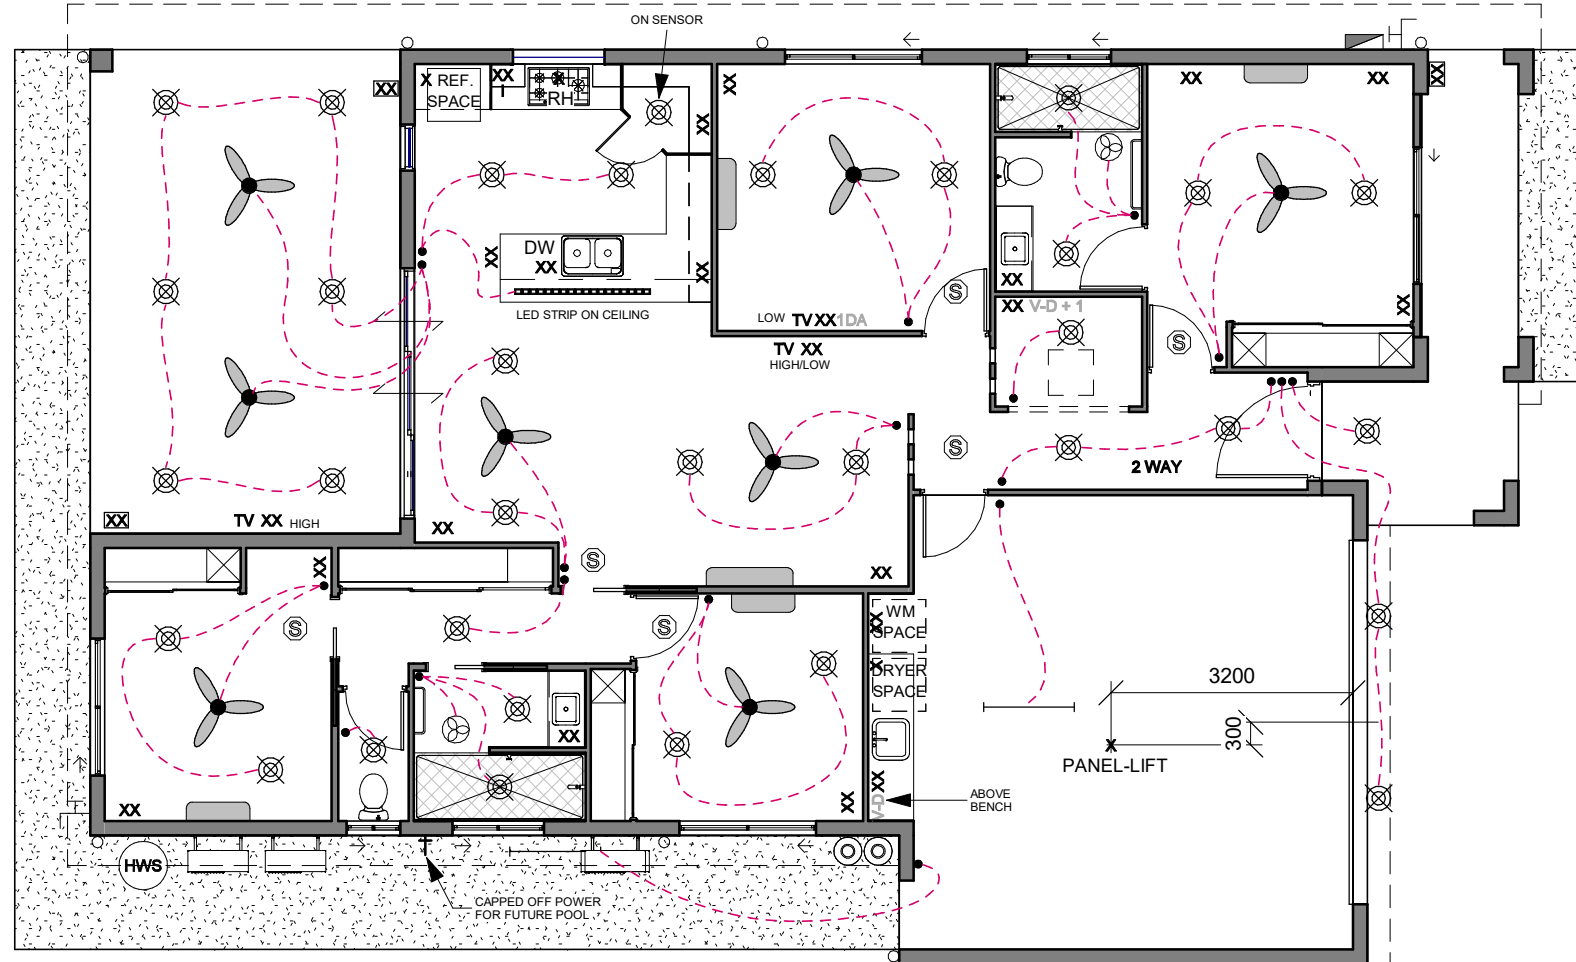 ON SENSOR
XX
X REF.
SPACE
XX
X
RH
XX
XX
XX
XX
XX
XX
DW
XX
XX
XX
LED STRIP ON CEILING
LOW TV XX 1DA
TV XX
HIGH/LOW
XX
XX V-D + 1
S
S
S
XX
2 WAY
XX
TV XX HIGH
XX
S
XX
XX
S
S
WM
SPACE
XX
X
DRYER
SPACE
3200
300
X
PANEL-LIFT
XX
XX
XX
XX
V-D
ABOVE
BENCH
HWS
CAPPED OFF POWER
FOR FUTURE POOL